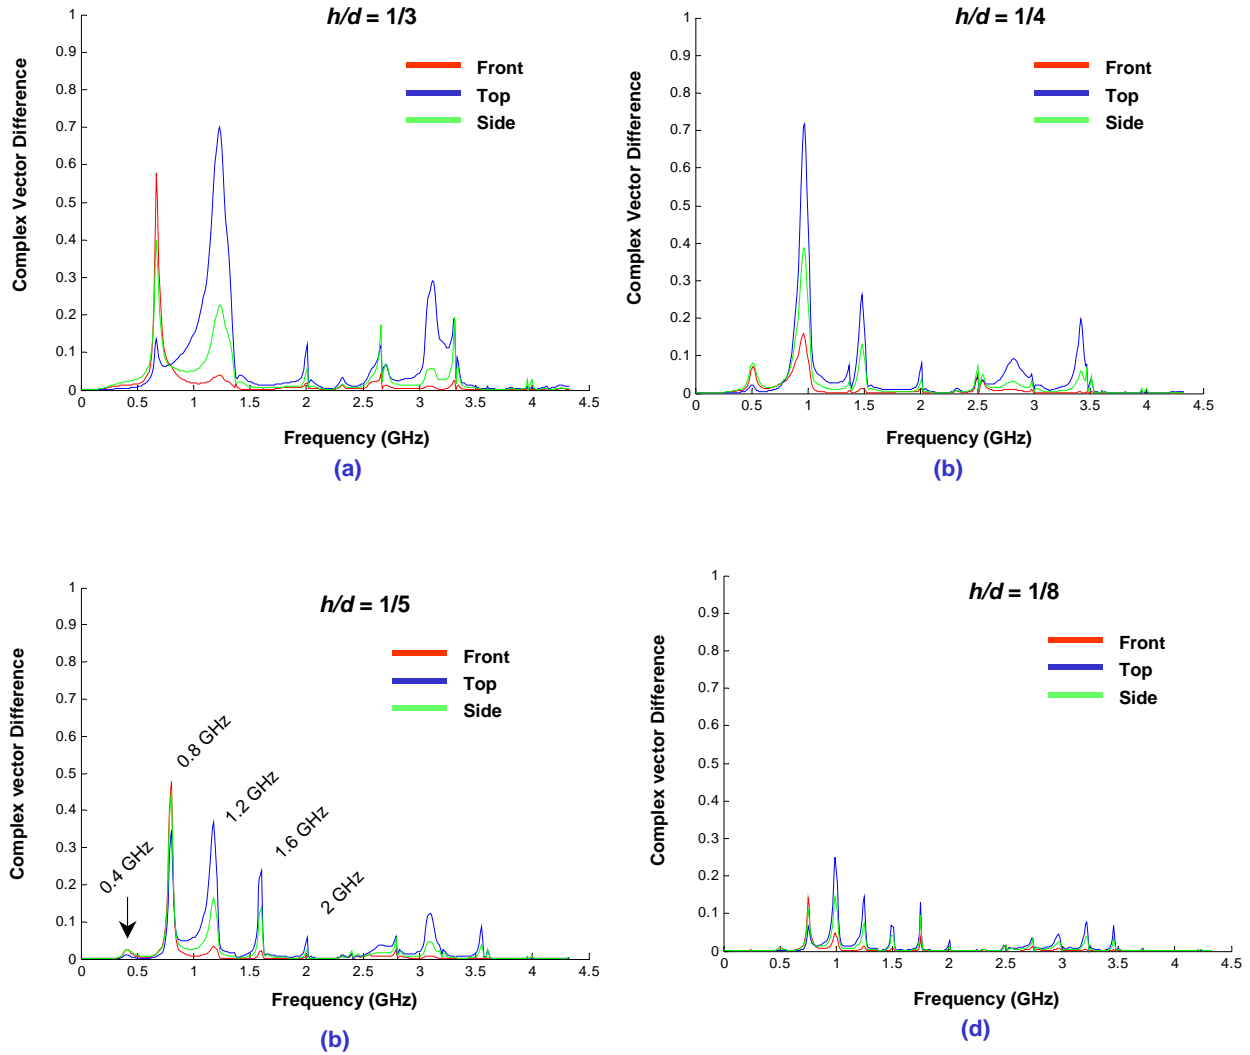 h/d = 1/3
Front
Top
Side
Complex Vector Difference
1
0.9
0.8
0.7
0.6
0.5
0.4
0.3
0.2
0.1
0
0 0.5 1 1.5 2 2.5 3 3.5 4 4.5
Frequency (GHz)
(a)
h/d = 1/4
Front
Top
Side
Complex Vector Difference
1
0.9
0.8
0.7
0.6
0.5
0.4
0.3
0.2
0.1
0
0 0.5 1 1.5 2 2.5 3 3.5 4 4.5
Frequency (GHz)
(b)
h/d = 1/5
Front
Top
Side
Complex vector Difference
1
0.9
0.8
0.7
0.6
0.5
0.4
0.3
0.2
0.1
0
0.4 GHz
0.8 GHz
1.2 GHz
1.6 GHz
2 GHz
0 0.5 1 1.5 2 2.5 3 3.5 4 4.5
Frequency (GHz)
(b)
h/d = 1/8
Front
Top
Side
Complex vector Difference
1
0.9
0.8
0.7
0.6
0.5
0.4
0.3
0.2
0.1
0
0 0.5 1 1.5 2 2.5 3 3.5 4 4.5
Frequency (GHz)
(d)